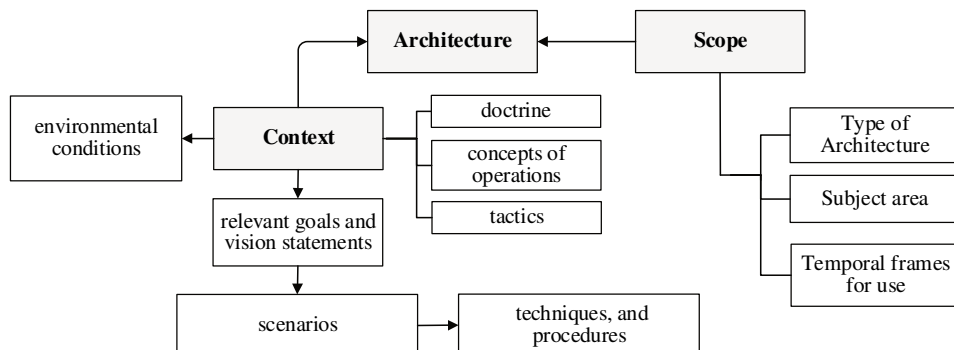 Architecture
Scope
environmental
conditions
Context
doctrine
concepts of
operations
tactics
Type of
Architecture
Subject area
Temporal frames
for use
relevant goals and
vision statements
scenarios
techniques, and
procedures